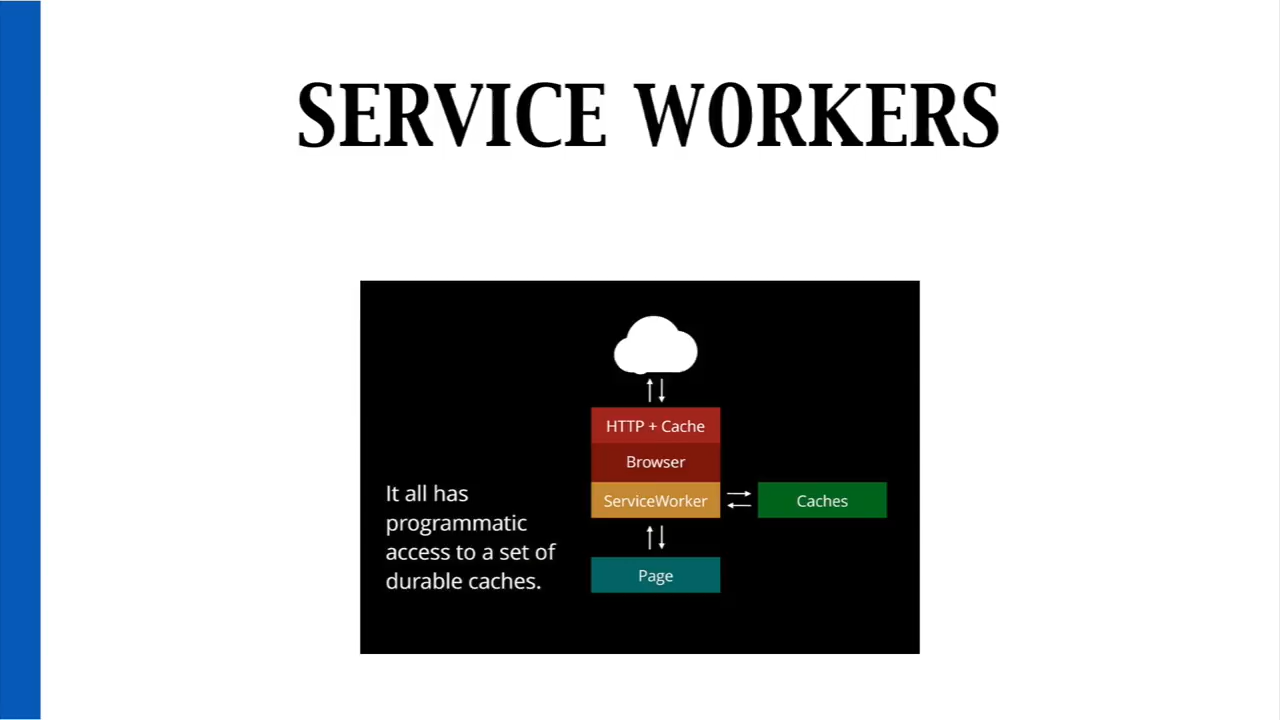 SERVICE WORKERS
HTTP + Cache
Browser
ServiceWorker
Caches
Page
It all has
programmatic
access to a set of
durable caches.